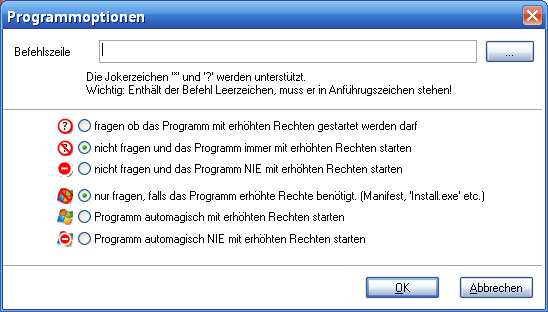 Programmoptionen
Befehlszeile
...
Die Jokerzeichen '*' und '?' werden unterstützt.
Wichtig: Enthält der Befehl Leerzeichen, muss er in Anführugszeichen stehen!
fragen ob das Programm mit erhöhten Rechten gestartet werden darf
nicht fragen und das Programm immer mit erhöhten Rechten starten
nicht fragen und das Programm NIE mit erhöhten Rechten starten
nur fragen, falls das Programm erhöhte Rechte benötigt. (Manifest, 'Install.exe' etc.)
Programm automagisch mit erhöhten Rechten starten
Programm automagisch NIE mit erhöhten Rechten starten
OK
Abbrechen